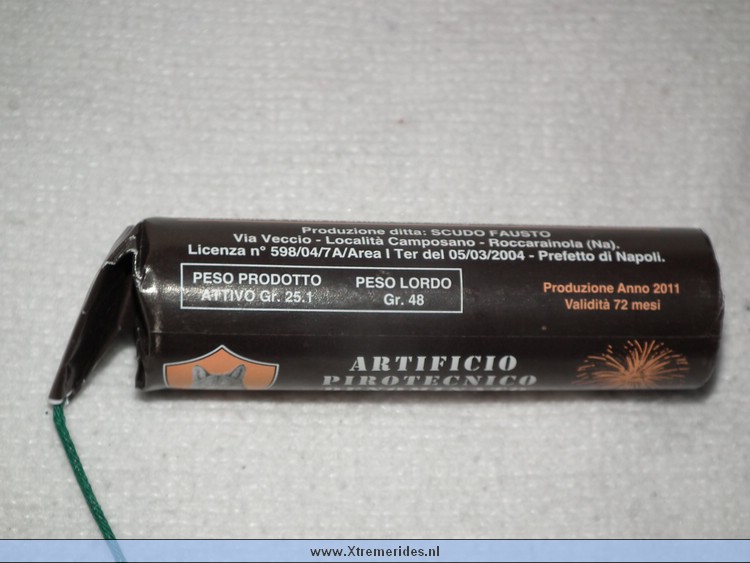 Produzione ditta: SCUDO FAUSTO
Via Veccio - Località Camposano - Roccarainola (Na).
Licenza n° 598/04/7A/Area I Ter del 05/03/2004 - Prefetto di Napoli.
PESO PRODOTTO
ATTIVO Gr. 25.1
PESO LORDO
Gr. 48
Produzione Anno 2011
Validità 72 mesi
ARTIFICIO
PIROTECNICO
www.Xtremerides.nl